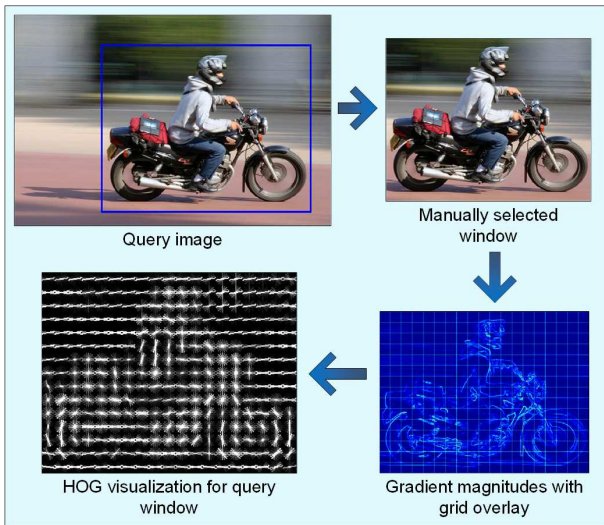 Query image
Manually selected
window
HOG visualization for query
window
Gradient magnitudes with
grid overlay